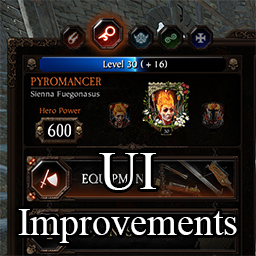 Level 30 ( + 16)
PYROMANCER
Sienna Fuegonasus
Hero Power
600
30
EQUIPMEN
UI
Improvements